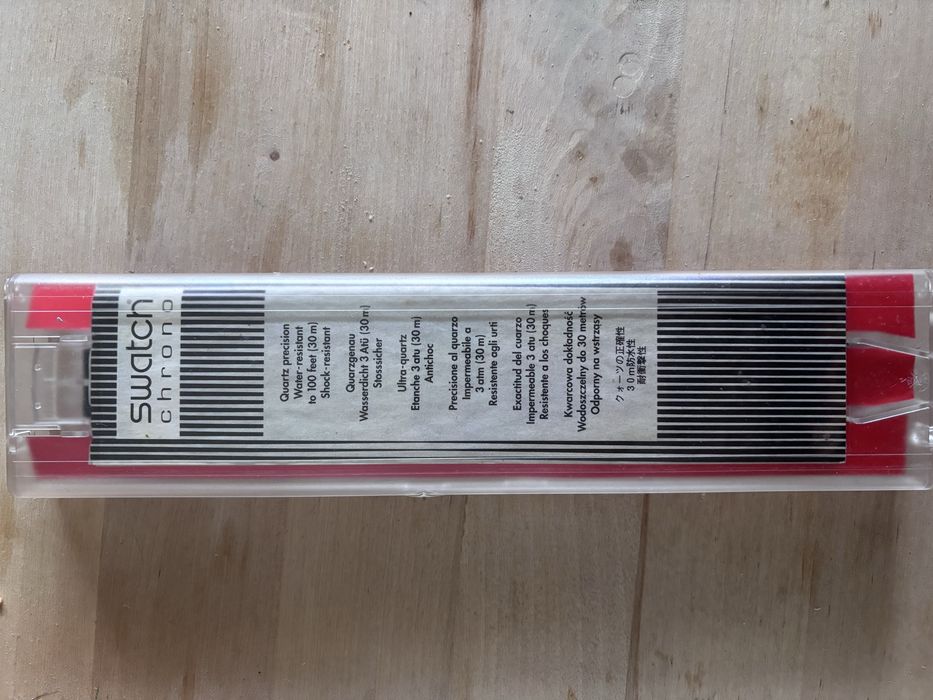 swatch
chrono
Quartz precision
Water-resistant
to 100 feet (30 m)
Shock-resistant
Quarzgenau
Wasserdicht 3 Atü (30 m)
Stosssicher
Ultra-quartz
Etanche 3 atu (30 m)
Antichoc
Precisione al quarzo
Impermeabile a
3 atm (30 m)
Resistente agli urti
Exactitud del cuarzo
Impermeable 3 atu (30 m)
Resistente a los choques
Kwarcowa dokładność
Wodoszczelny do 30 metrów
Odporny na wstrząsy
クォーツの正確性
30m防水性
耐衝撃性